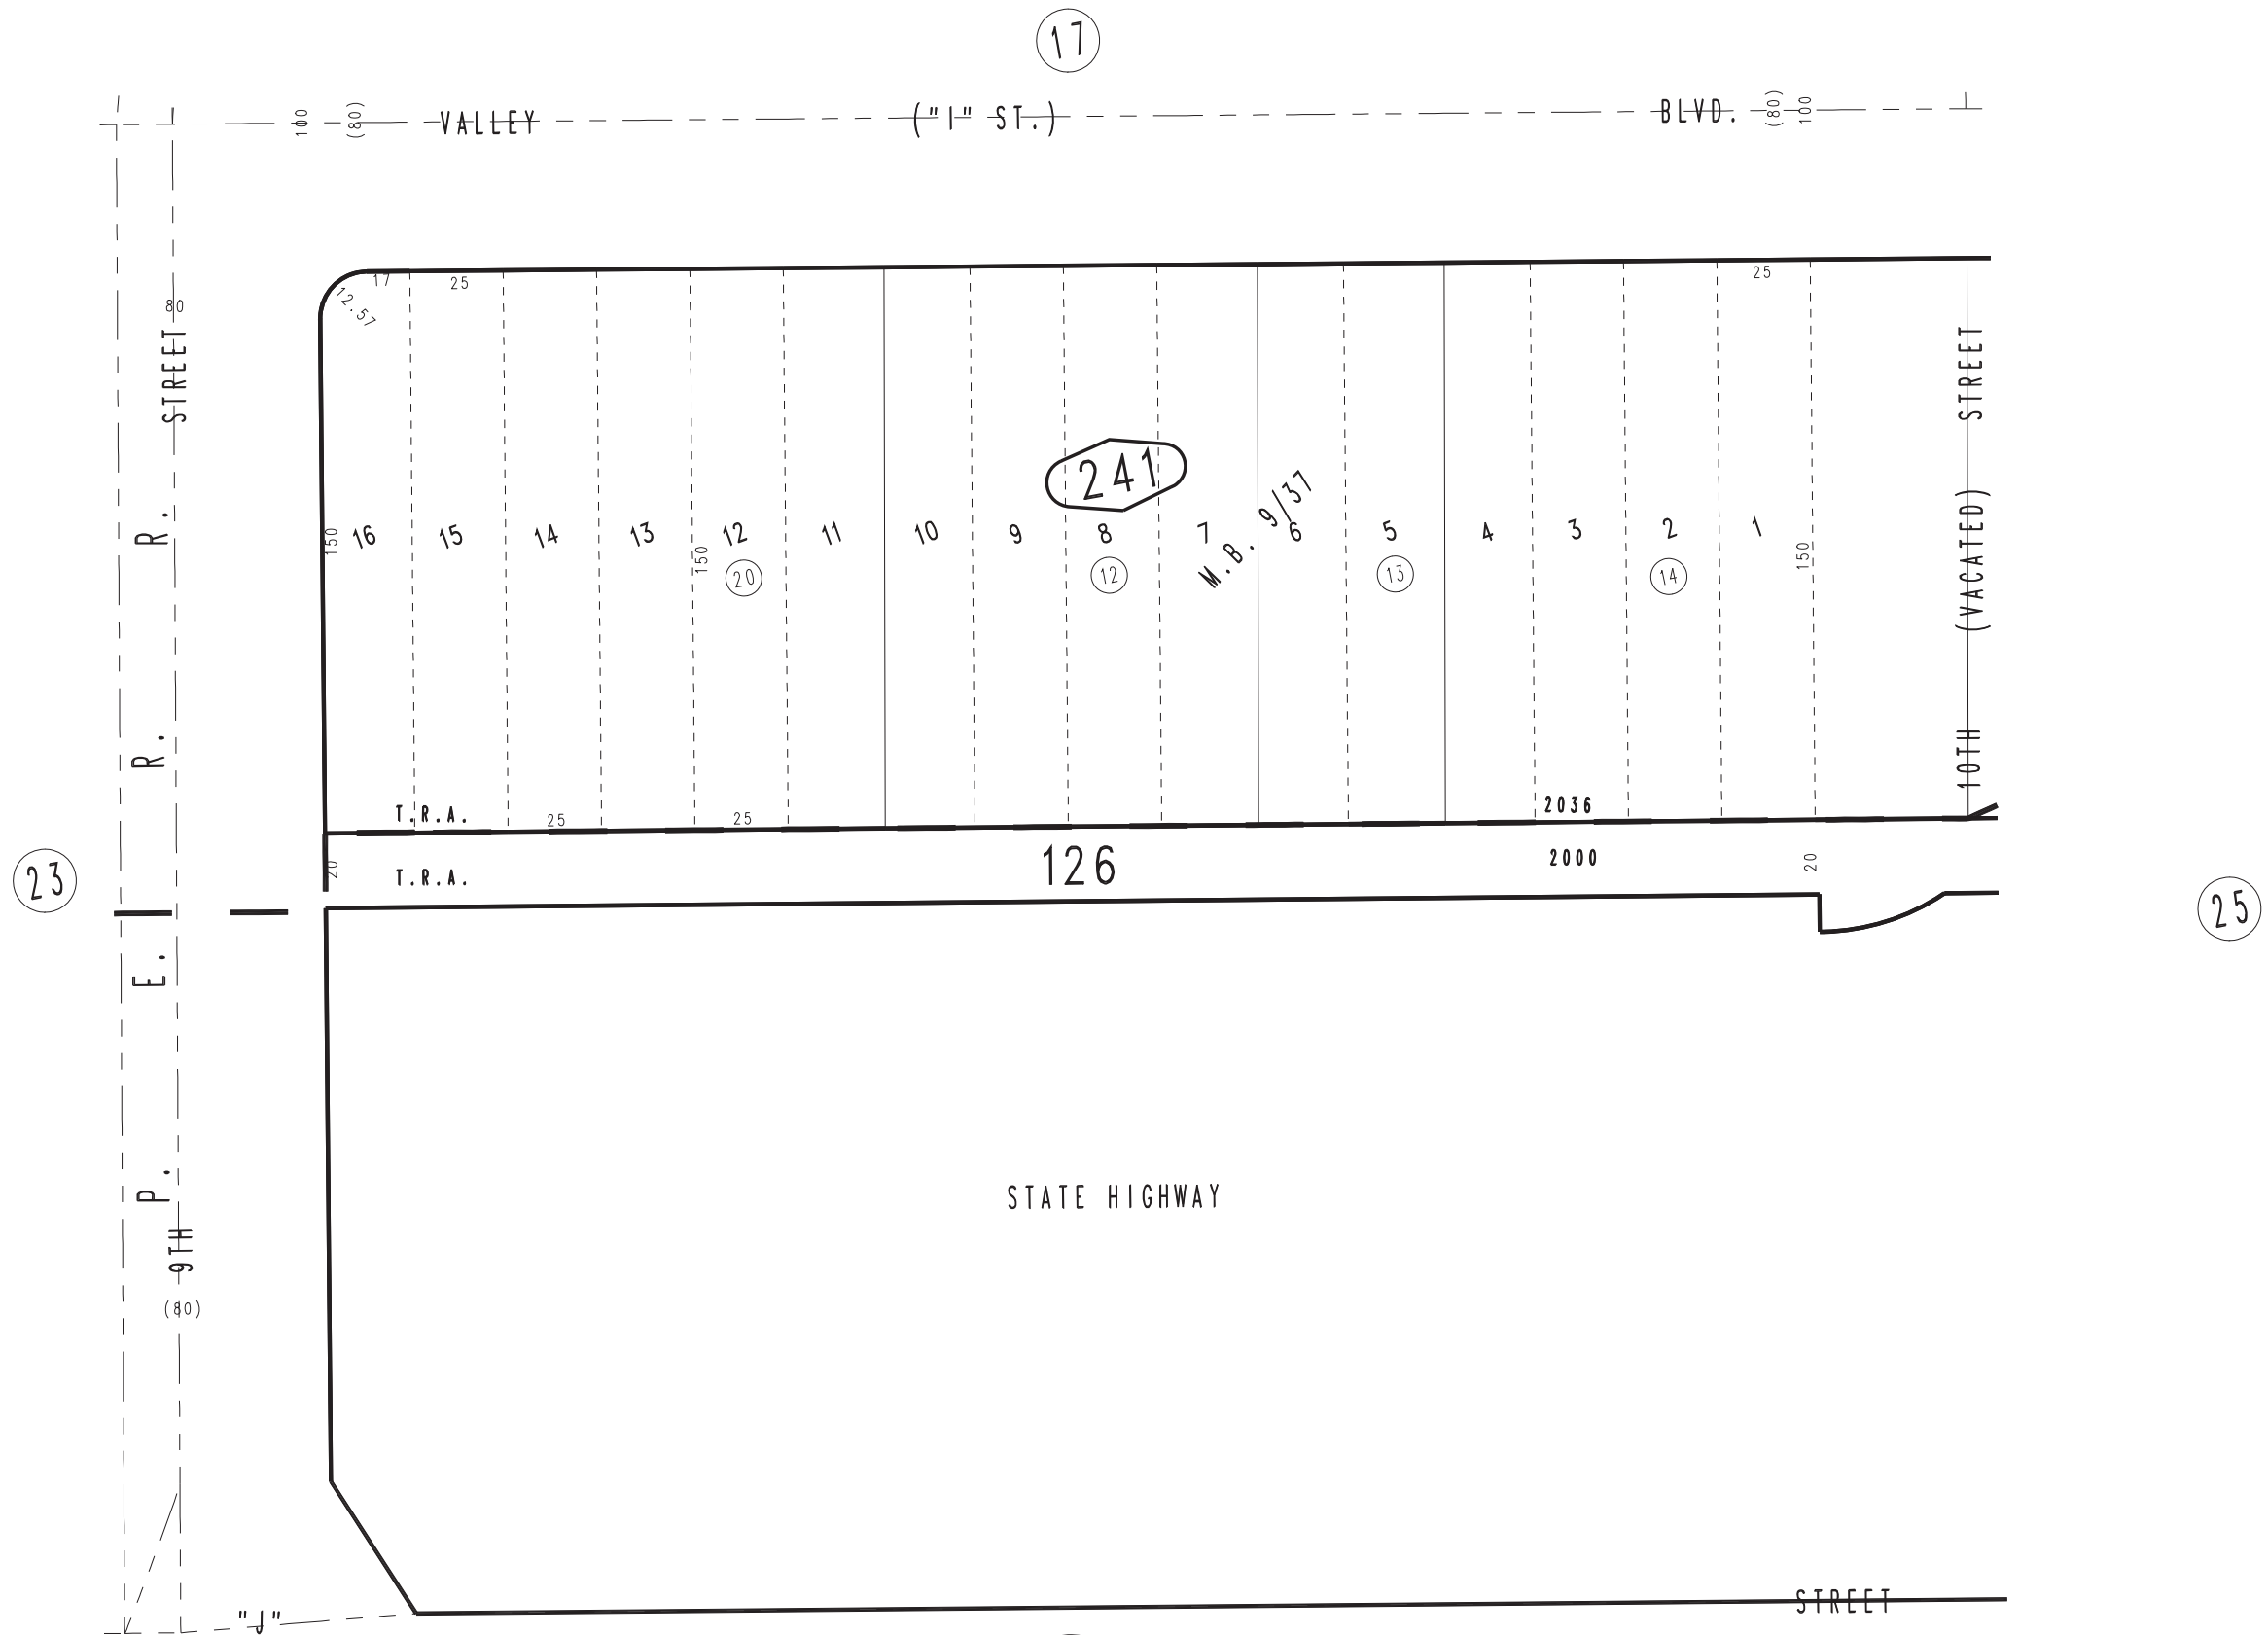 17
100 (80) VALLEY ("I" ST.) BLVD. (80) 100
17 25 25
12.57
80
STREET
STREET
241
M.B. 9/37
R.
(VACATED)
150 16 15 14 13 12 11 10 9 8 7 6 5 4 3 2 1
150 20 12 13 14 150
R.
10TH
T.R.A. 2036
25 25
126
20 T.R.A. 2000 20
23
25
E.
P.
STATE HIGHWAY
9TH
(80)
"J" STREET